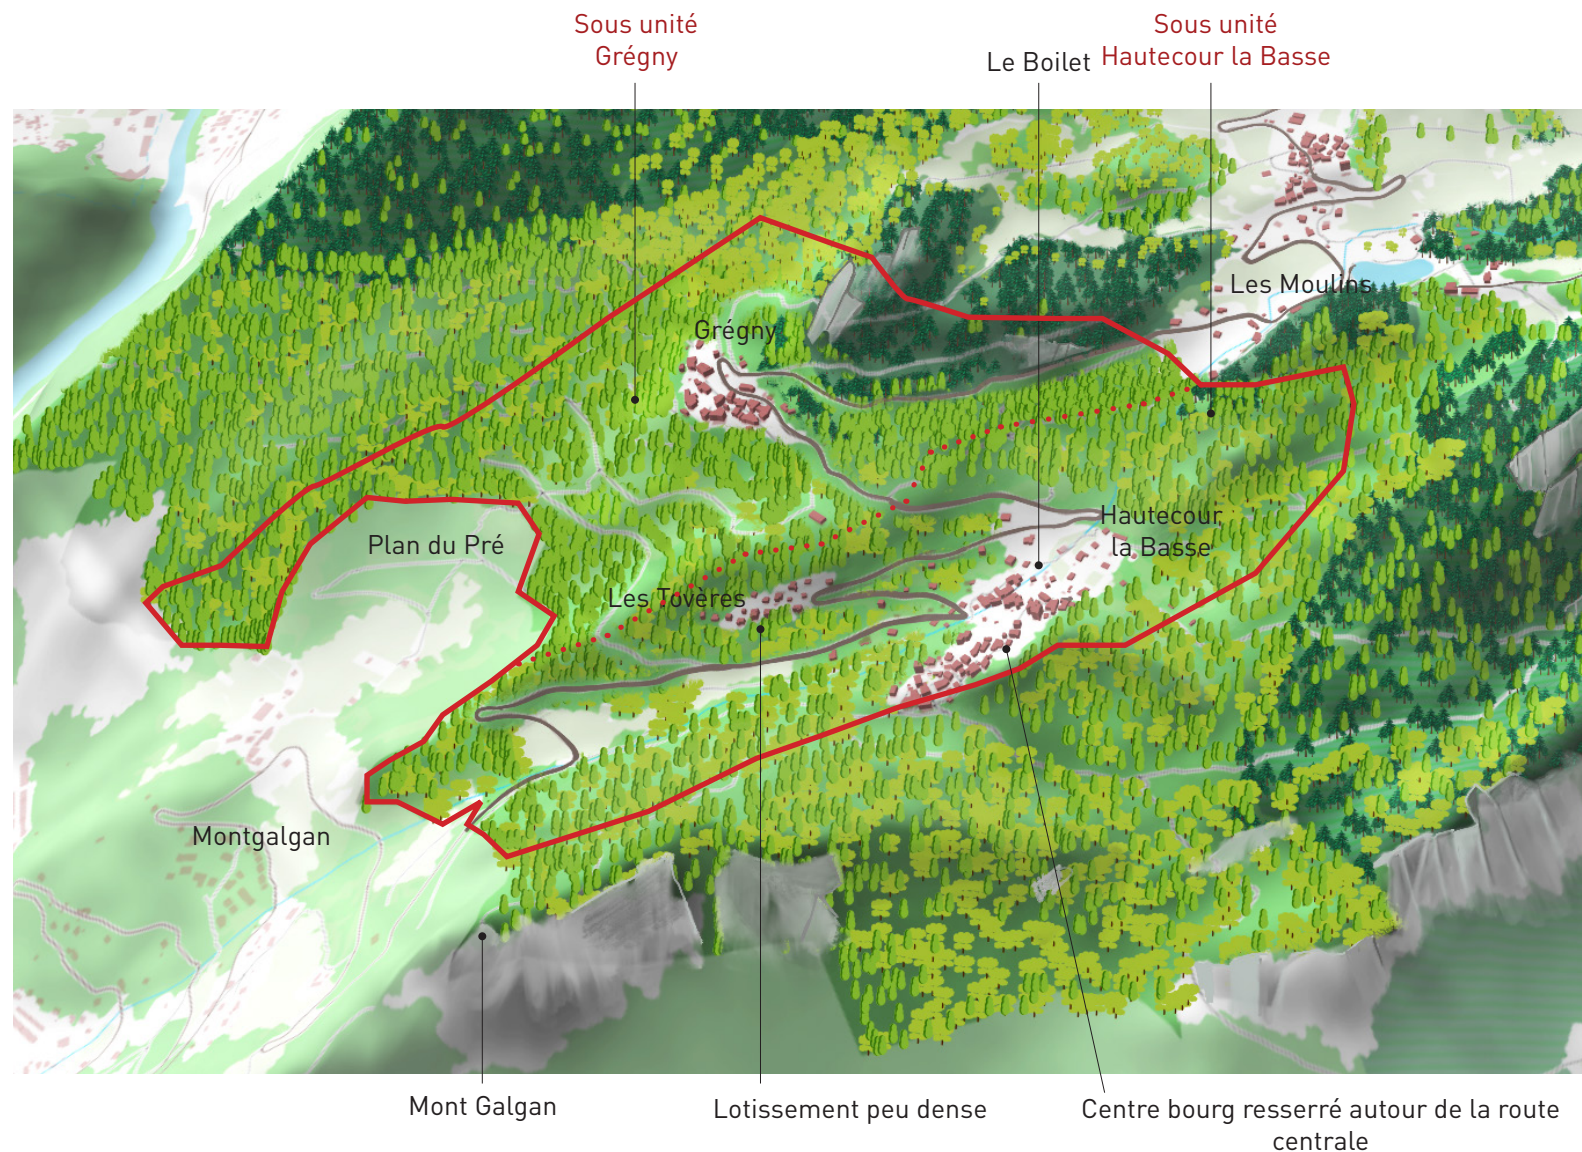 Sous unité
Grégny
Sous unité
Hautecour la Basse
Le Boilet
Les Moulins
Grégny
Hautecour
la Basse
Plan du Pré
Les Tovères
Montgalgan
Mont Galgan
Lotissement peu dense
Centre bourg resserré autour de la route
centrale